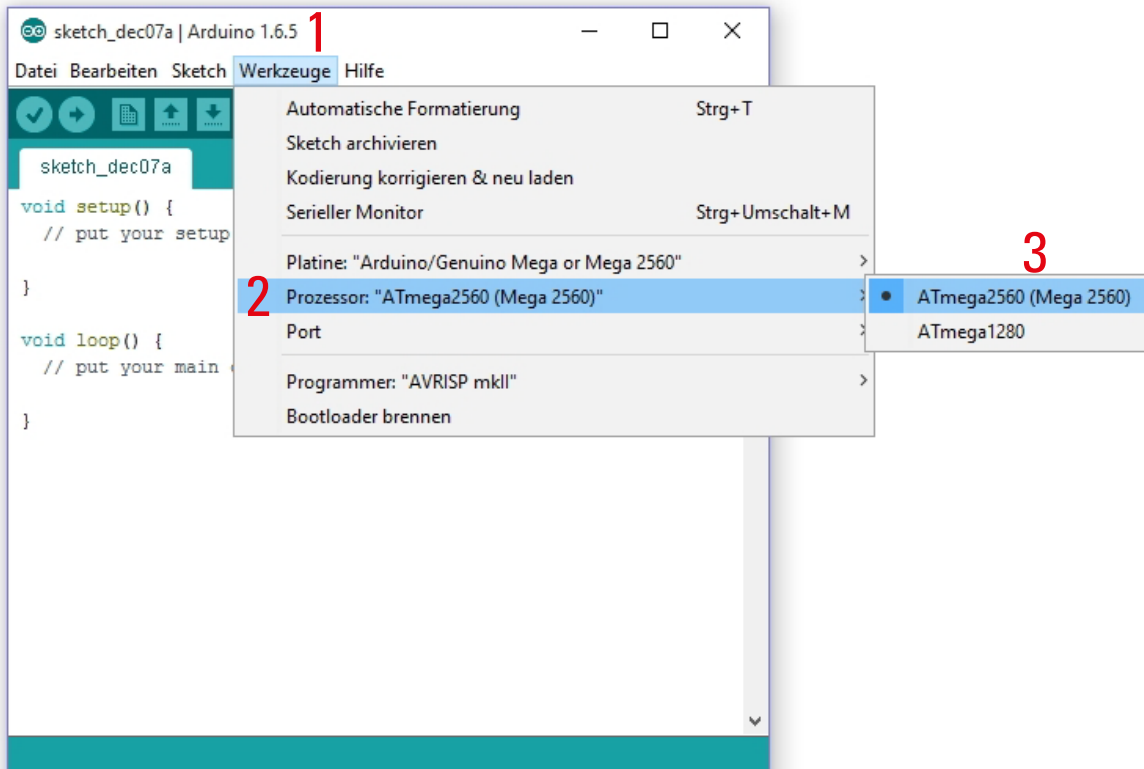 sketch_dec07a | Arduino 1.6.5
1
Datei Bearbeiten Sketch Werkzeuge Hilfe
Automatische Formatierung Strg+T
Sketch archivieren
Kodierung korrigieren & neu laden
Serieller Monitor Strg+Umschalt+M
Platine: "Arduino/Genuino Mega or Mega 2560"
2 Prozessor: "ATmega2560 (Mega 2560)"
Port
Programmer: "AVRISP mkII"
Bootloader brennen
3
ATmega2560 (Mega 2560)
ATmega1280
sketch_dec07a
void setup() {
// put your setup
}
void loop() {
// put your main
}